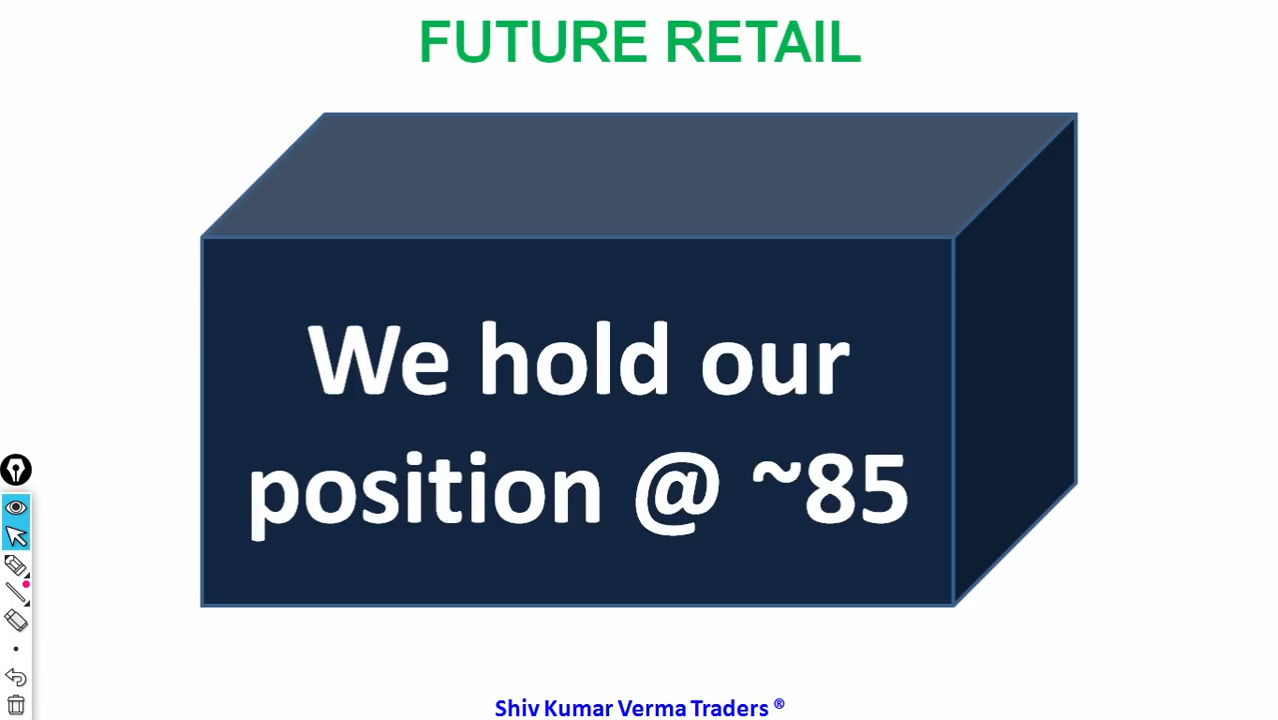 FUTURE RETAIL
We hold our
position @ ~85
Shiv Kumar Verma Traders ®